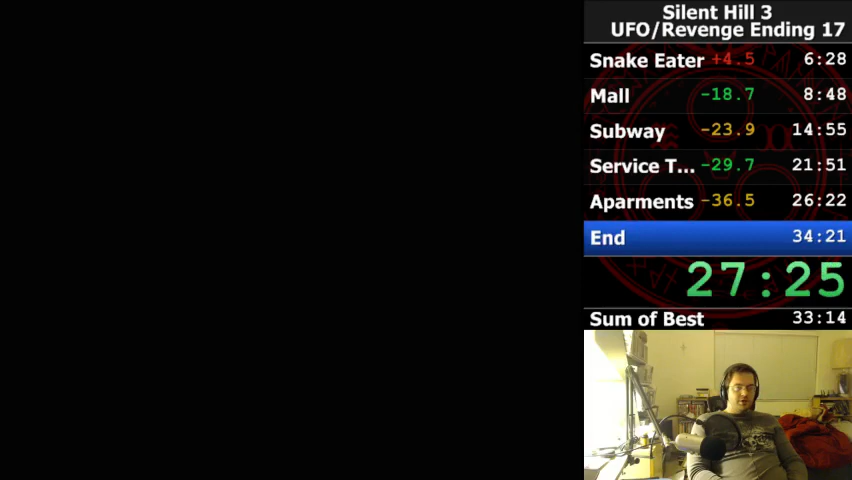 Silent Hill 3
UFO/Revenge Ending 17
Snake Eater +4.5 6:28
Mall -18.7 8:48
Subway -23.9 14:55
Service T... -29.7 21:51
Aparments -36.5 26:22
End 34:21
27:25
Sum of Best 33:14